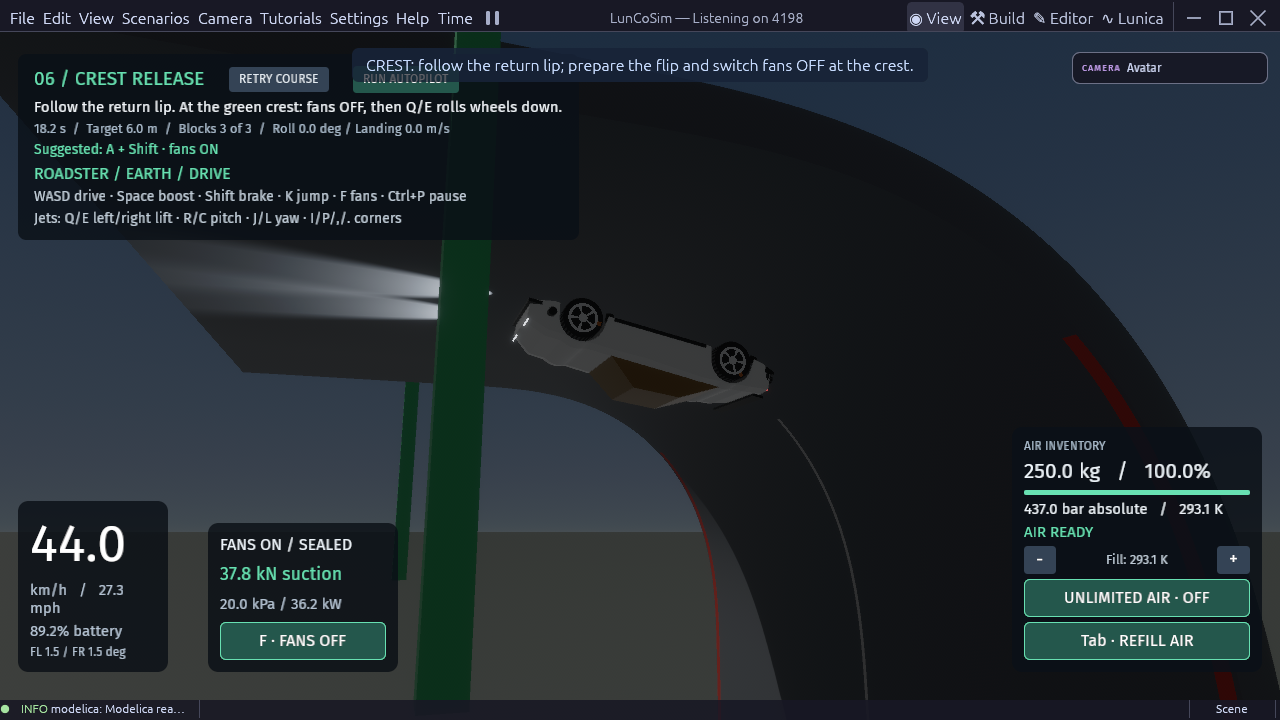 File Edit View Scenarios Camera Tutorials Settings Help Time
LunCoSim — Listening on 4198
View Build Editor Lunica
CREST: follow the return lip; prepare the flip and switch fans OFF at the crest.
CAMERA Avatar
06 / CREST RELEASE
RETRY COURSE
RUN AUTOPILOT
Follow the return lip. At the green crest: fans OFF, then Q/E rolls wheels down.
18.2 s / Target 6.0 m / Blocks 3 of 3 / Roll 0.0 deg / Landing 0.0 m/s
Suggested: A + Shift · fans ON
ROADSTER / EARTH / DRIVE
WASD drive · Space boost · Shift brake · K jump · F fans · Ctrl+P pause
Jets: Q/E left/right lift · R/C pitch · J/L yaw · I/P/,/. corners
44.0
km/h / 27.3
mph
89.2% battery
FL 1.5 / FR 1.5 deg
FANS ON / SEALED
37.8 kN suction
20.0 kPa / 36.2 kW
F · FANS OFF
AIR INVENTORY
250.0 kg / 100.0%
437.0 bar absolute / 293.1 K
AIR READY
- Fill: 293.1 K +
UNLIMITED AIR · OFF
Tab · REFILL AIR
INFO modelica: Modelica rea…
Scene